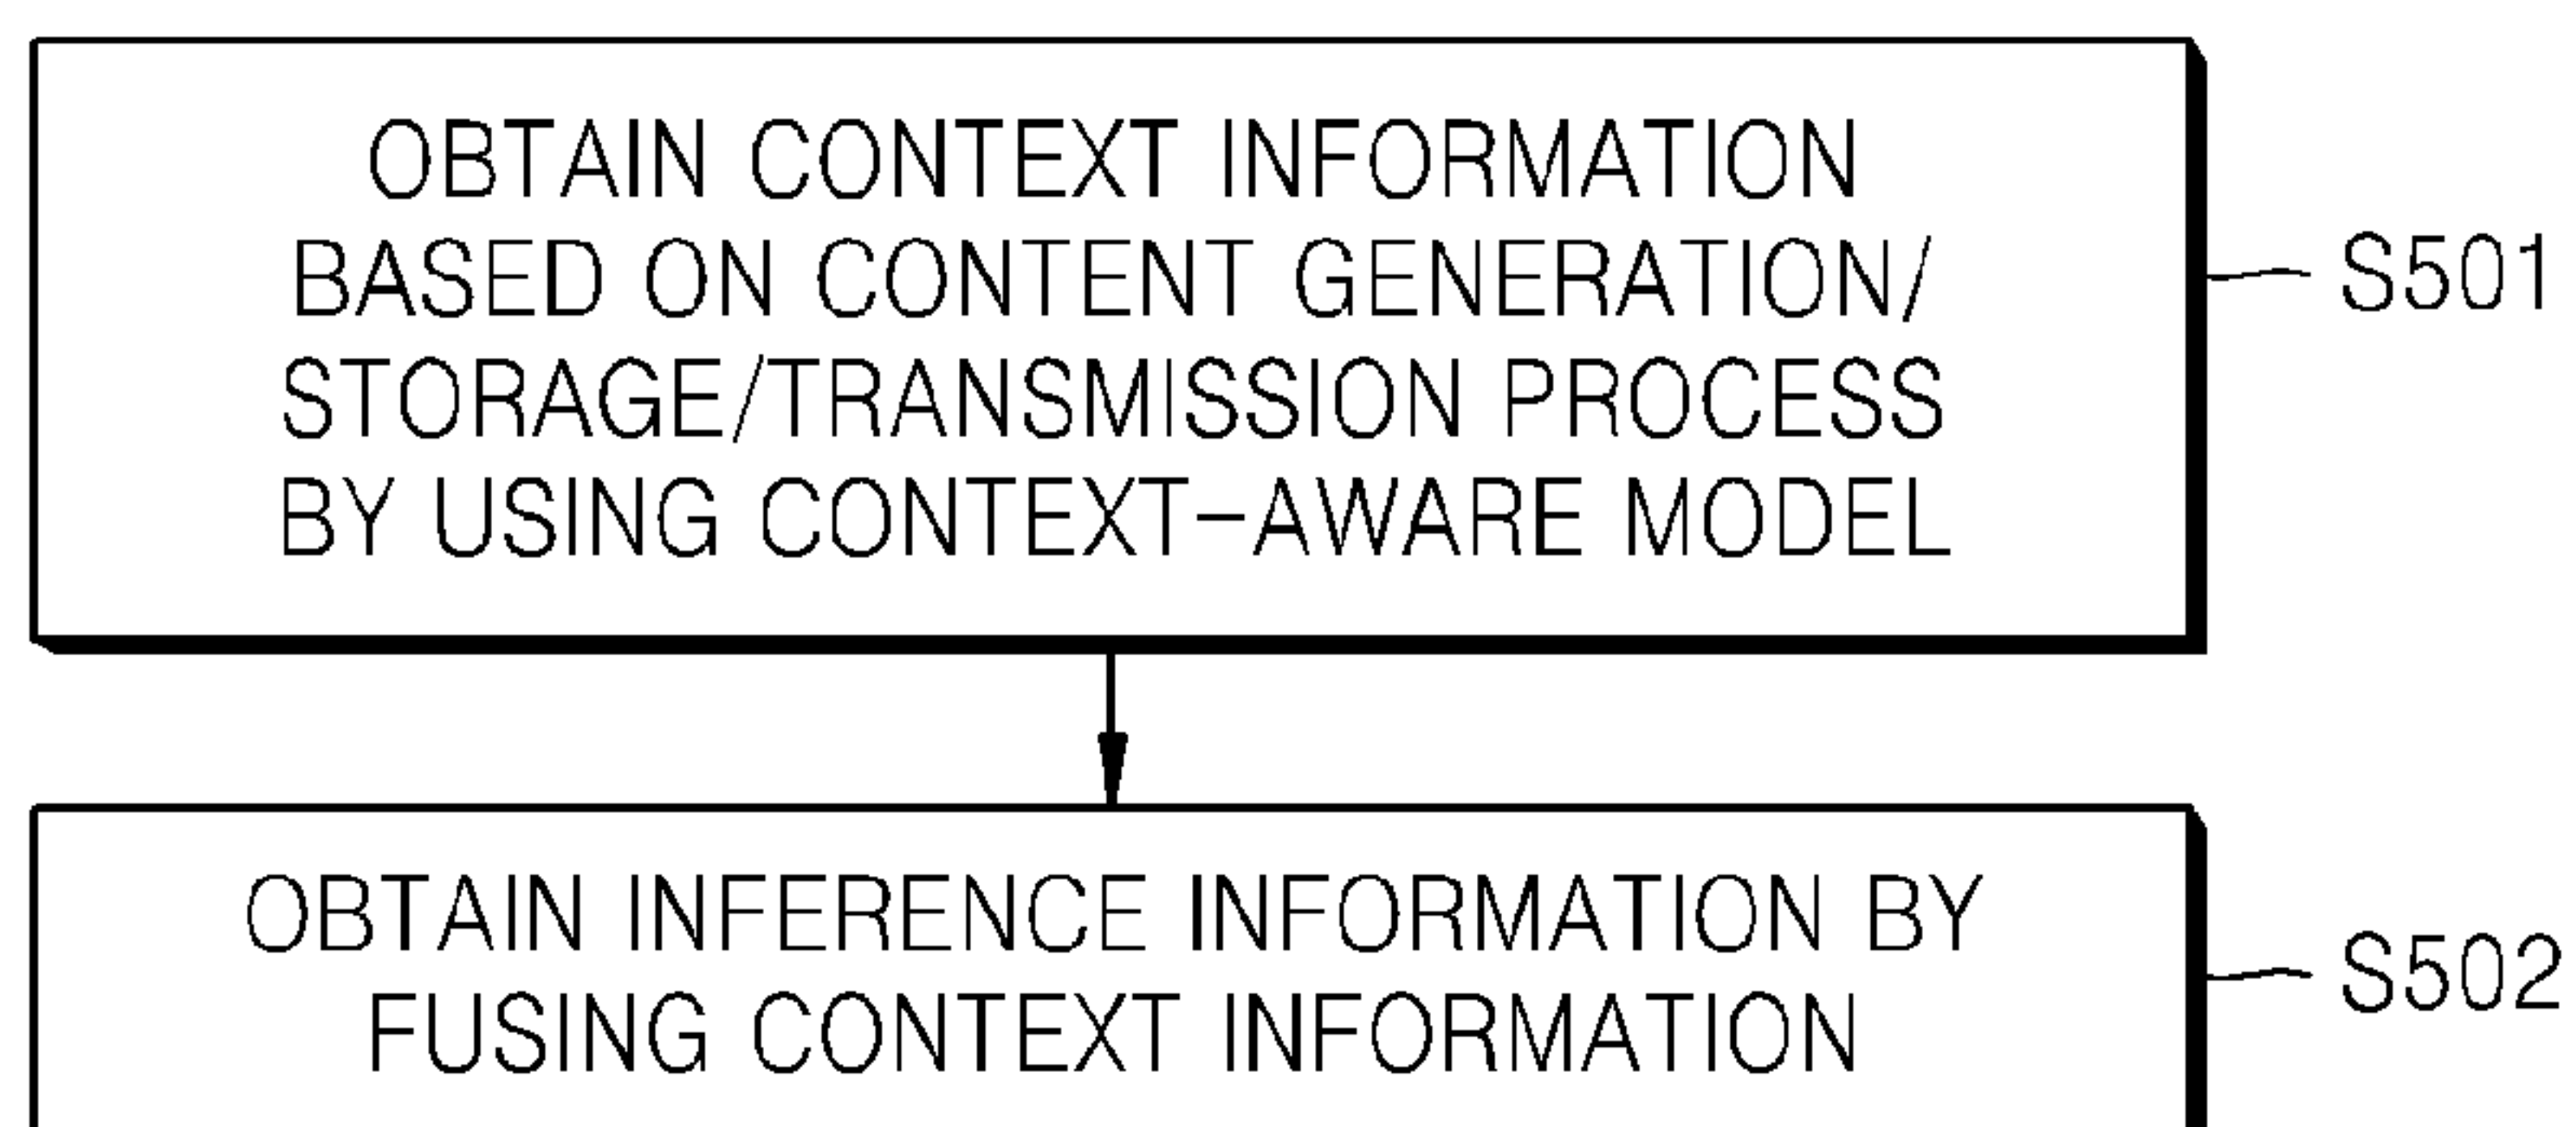 OBTAIN CONTEXT INFORMATION
BASED ON CONTENT GENERATION/
STORAGE/TRANSMISSION PROCESS
BY USING CONTEXT-AWARE MODEL
S501
OBTAIN INFERENCE INFORMATION BY
FUSING CONTEXT INFORMATION
S502